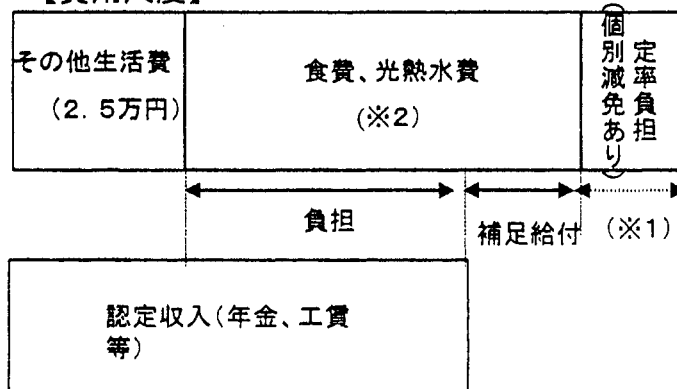 その他生活費
(2.5万円)
食費、光熱水費
(※2)
定率負担
(個別減免あり)
負担
補足給付
(※1)
認定収入(年金、工賃
等)